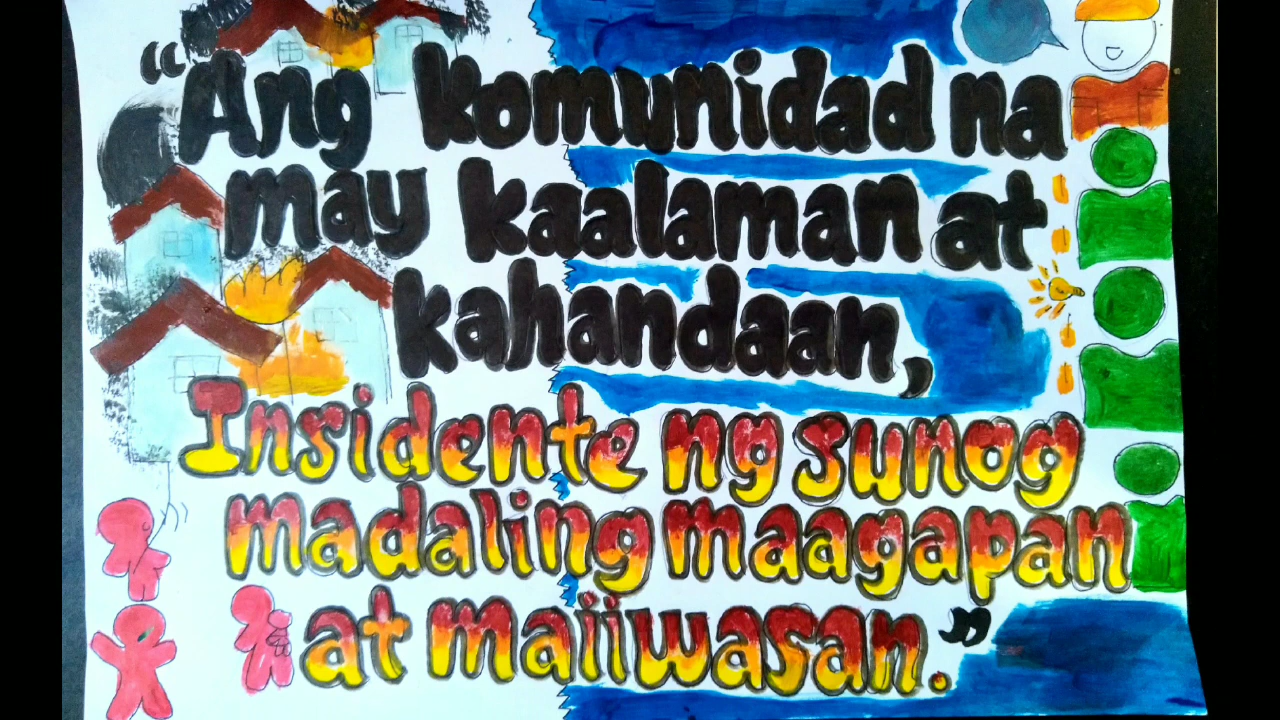 “Ang komunidad na
may kaalaman at
kahandaan,
Insidente ng sunog
madaling maagapan
at maiiwasan.”